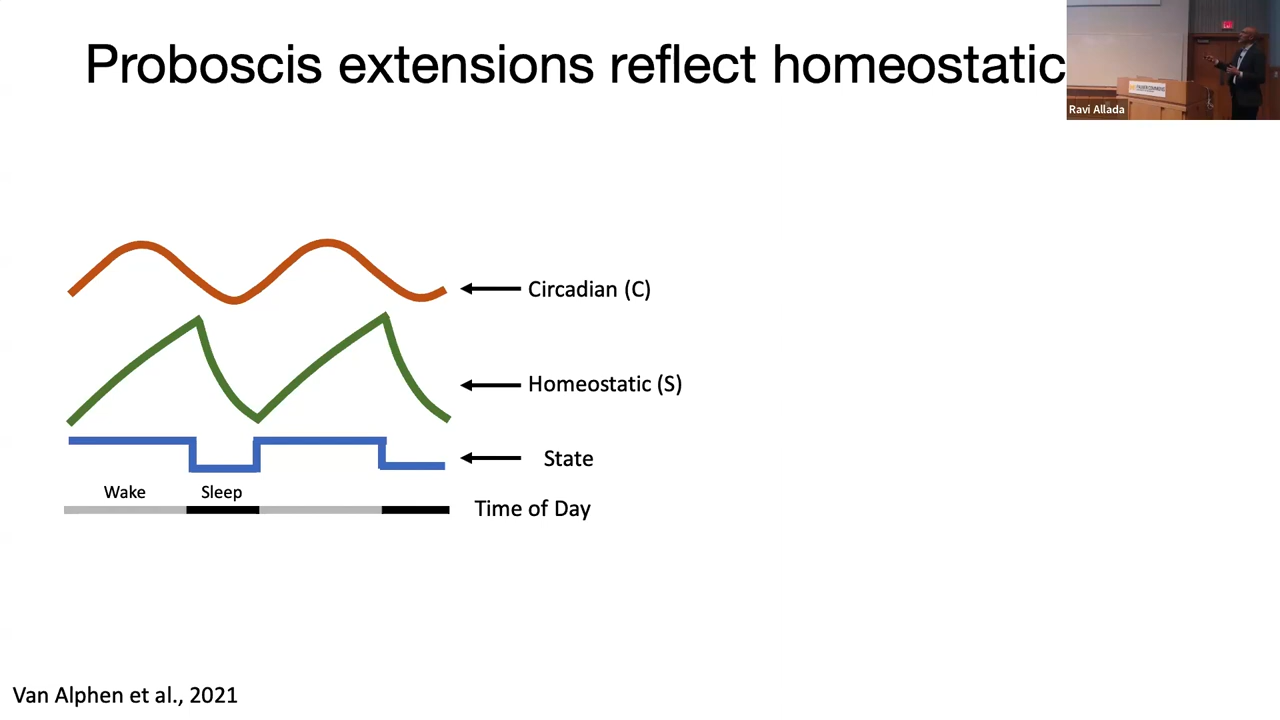 Proboscis extensions reflect homeostatic
Ravi Allada
Circadian (C)
Homeostatic (S)
State
Wake
Sleep
Time of Day
Van Alphen et al., 2021